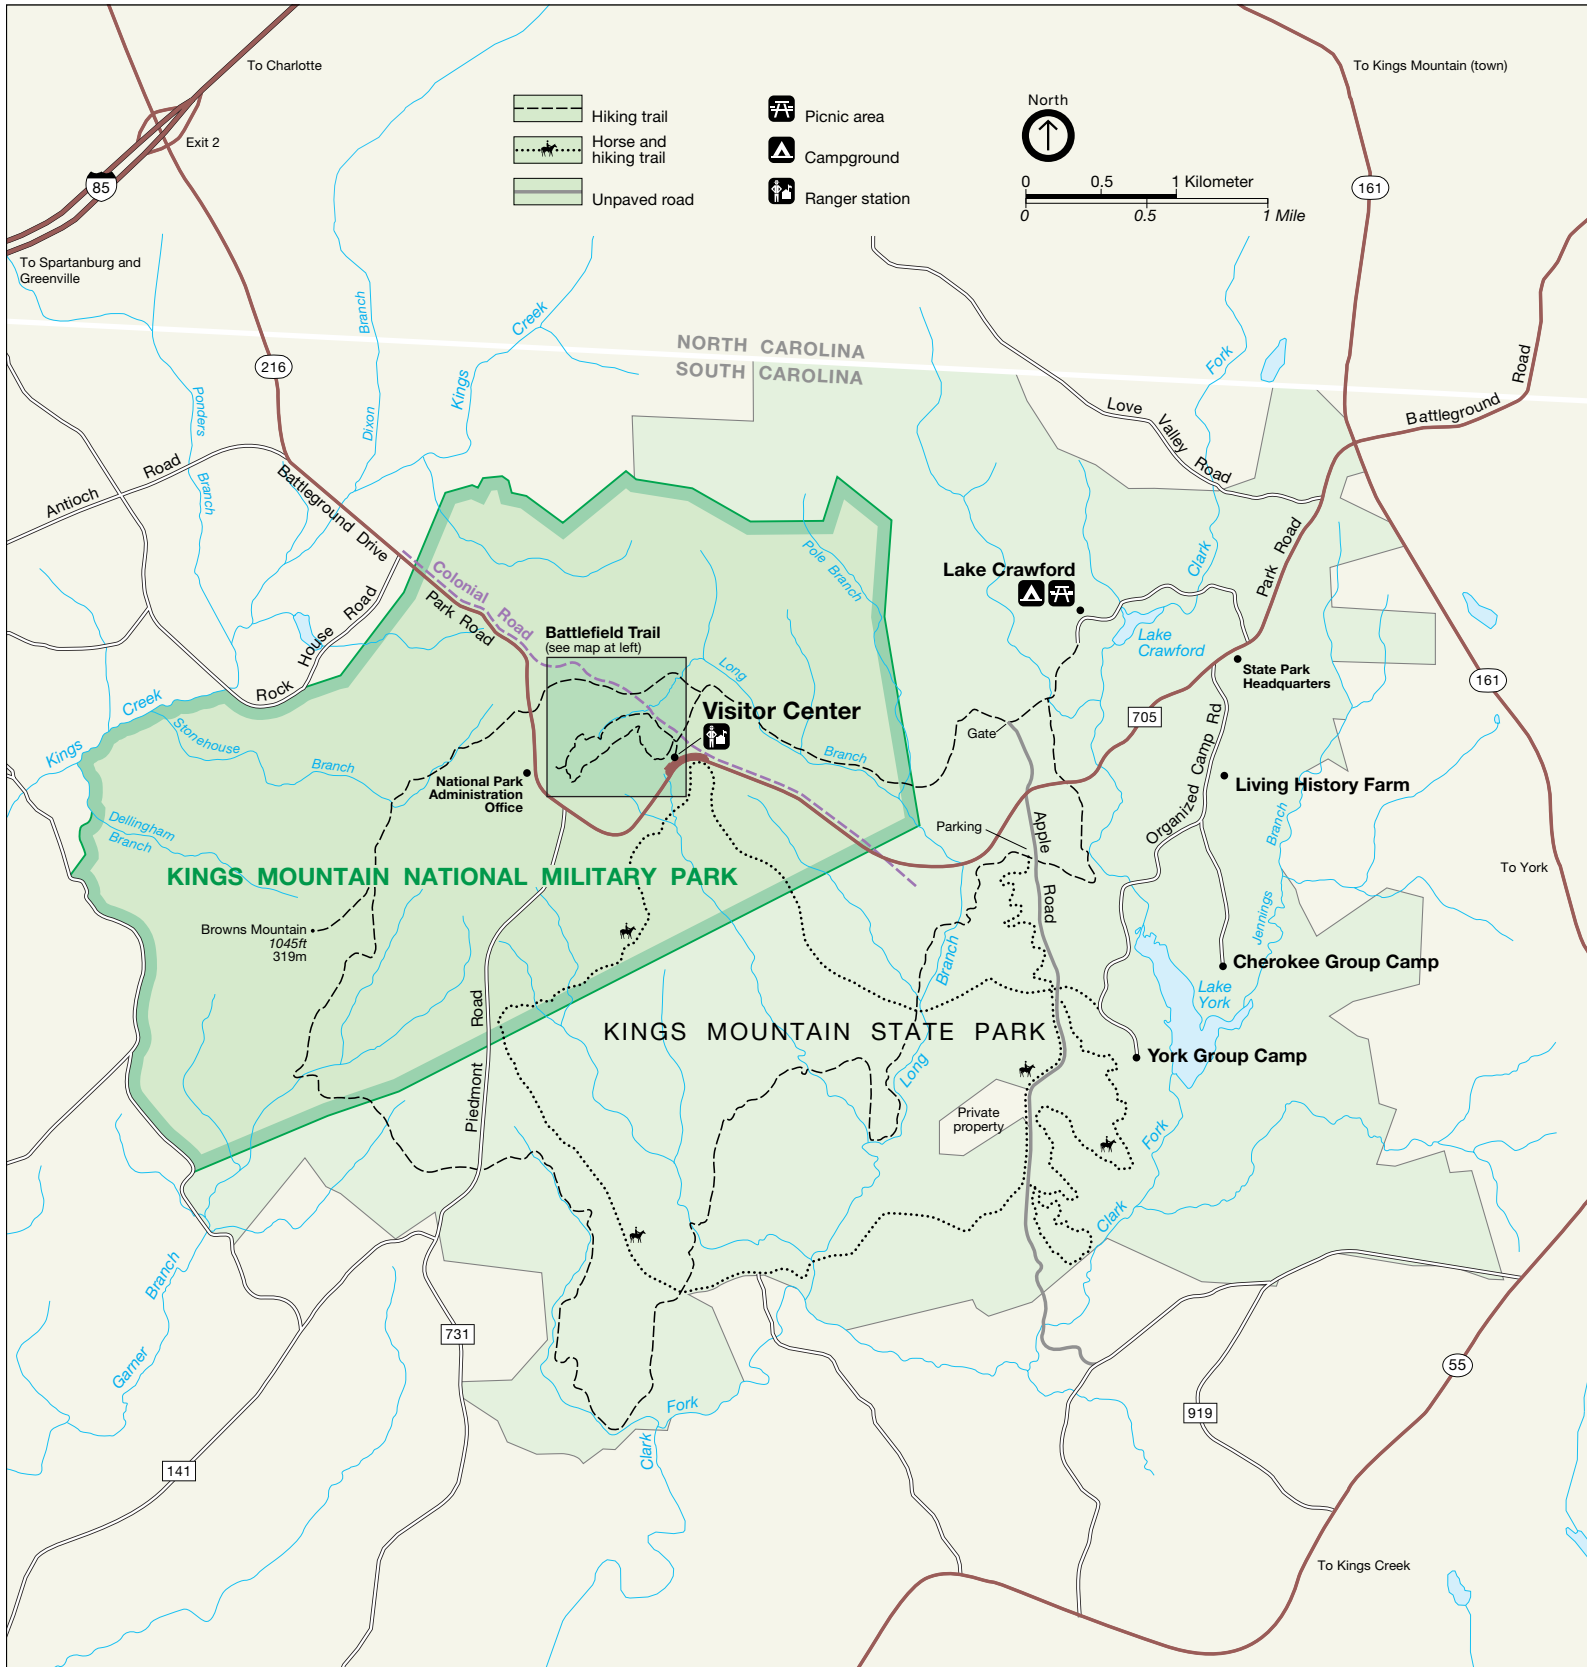 To Charlotte
To Kings Mountain (town)
Exit 2
85
To Spartanburg and
Greenville
Hiking trail
Horse and
hiking trail
Unpaved road
Picnic area
Campground
Ranger station
North
0 0.5 1 Kilometer
0 0.5 1 Mile
161
216
NORTH CAROLINA
SOUTH CAROLINA
Ponders
Branch
Dixon
Branch
Kings
Creek
Fork
Clark
Love Valley Road
Battleground Road
Antioch Road
Battleground Drive
Rock House Road
Colonial Road
Park Road
Pole Branch
Lake Crawford
Lake
Crawford
Park Road
State Park
Headquarters
161
705
Battlefield Trail
(see map at left)
Long
Branch
Visitor Center
Gate
Kings
Creek
Stonehouse
Branch
Dellingham
Branch
National Park
Administration
Office
Organized Camp Rd
Living History Farm
Parking
Apple Road
Jennings
Branch
To York
KINGS MOUNTAIN NATIONAL MILITARY PARK
Browns Mountain
1045ft
319m
Piedmont Road
Long
Branch
Lake
York
Cherokee Group Camp
KINGS MOUNTAIN STATE PARK
York Group Camp
Private
property
Clark
Fork
Garner
Branch
731
55
919
141
Clark
Fork
To Kings Creek